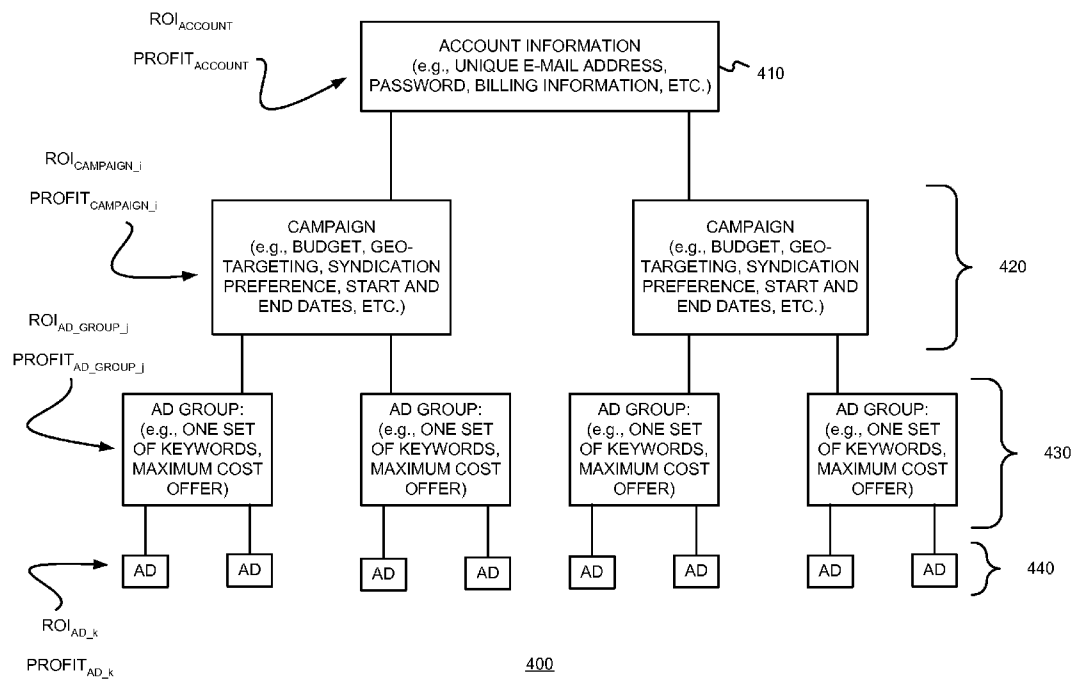 ROI_ACCOUNT
PROFIT_ACCOUNT
ACCOUNT INFORMATION
(e.g., UNIQUE E-MAIL ADDRESS,
PASSWORD, BILLING INFORMATION, ETC.)
410
ROI_CAMPAIGN_i
PROFIT_CAMPAIGN_i
CAMPAIGN
(e.g., BUDGET, GEO-
TARGETING, SYNDICATION
PREFERENCE, START AND
END DATES, ETC.)
CAMPAIGN
(e.g., BUDGET, GEO-
TARGETING, SYNDICATION
PREFERENCE, START AND
END DATES, ETC.)
420
ROI_AD_GROUP_j
PROFIT_AD_GROUP_j
AD GROUP:
(e.g., ONE SET
OF KEYWORDS,
MAXIMUM COST
OFFER)
AD GROUP:
(e.g., ONE SET
OF KEYWORDS,
MAXIMUM COST
OFFER)
AD GROUP:
(e.g., ONE SET
OF KEYWORDS,
MAXIMUM COST
OFFER)
AD GROUP:
(e.g., ONE SET
OF KEYWORDS,
MAXIMUM COST
OFFER)
430
AD
AD
AD
AD
AD
AD
AD
AD
440
ROI_AD_k
PROFIT_AD_k
400